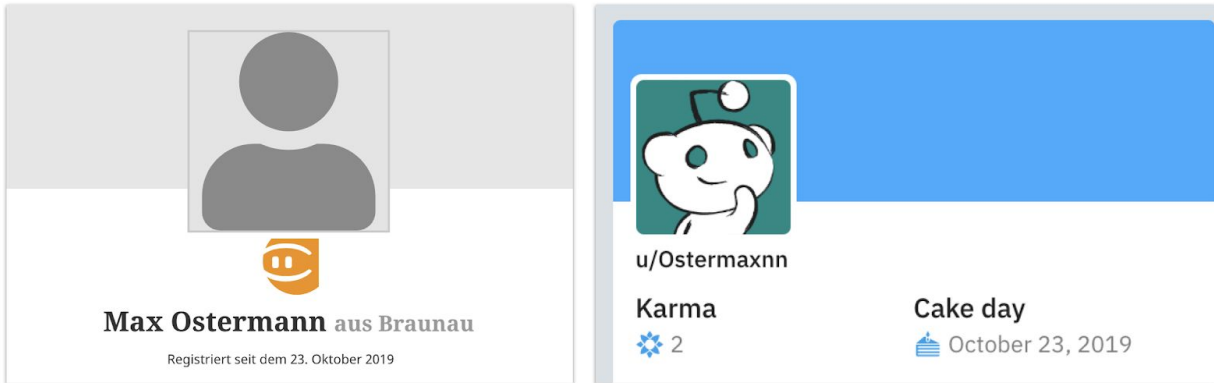 Max Ostermann aus Braunau
Registriert seit dem 23. Oktober 2019
u/Ostermaxnn
Karma
2
Cake day
October 23, 2019